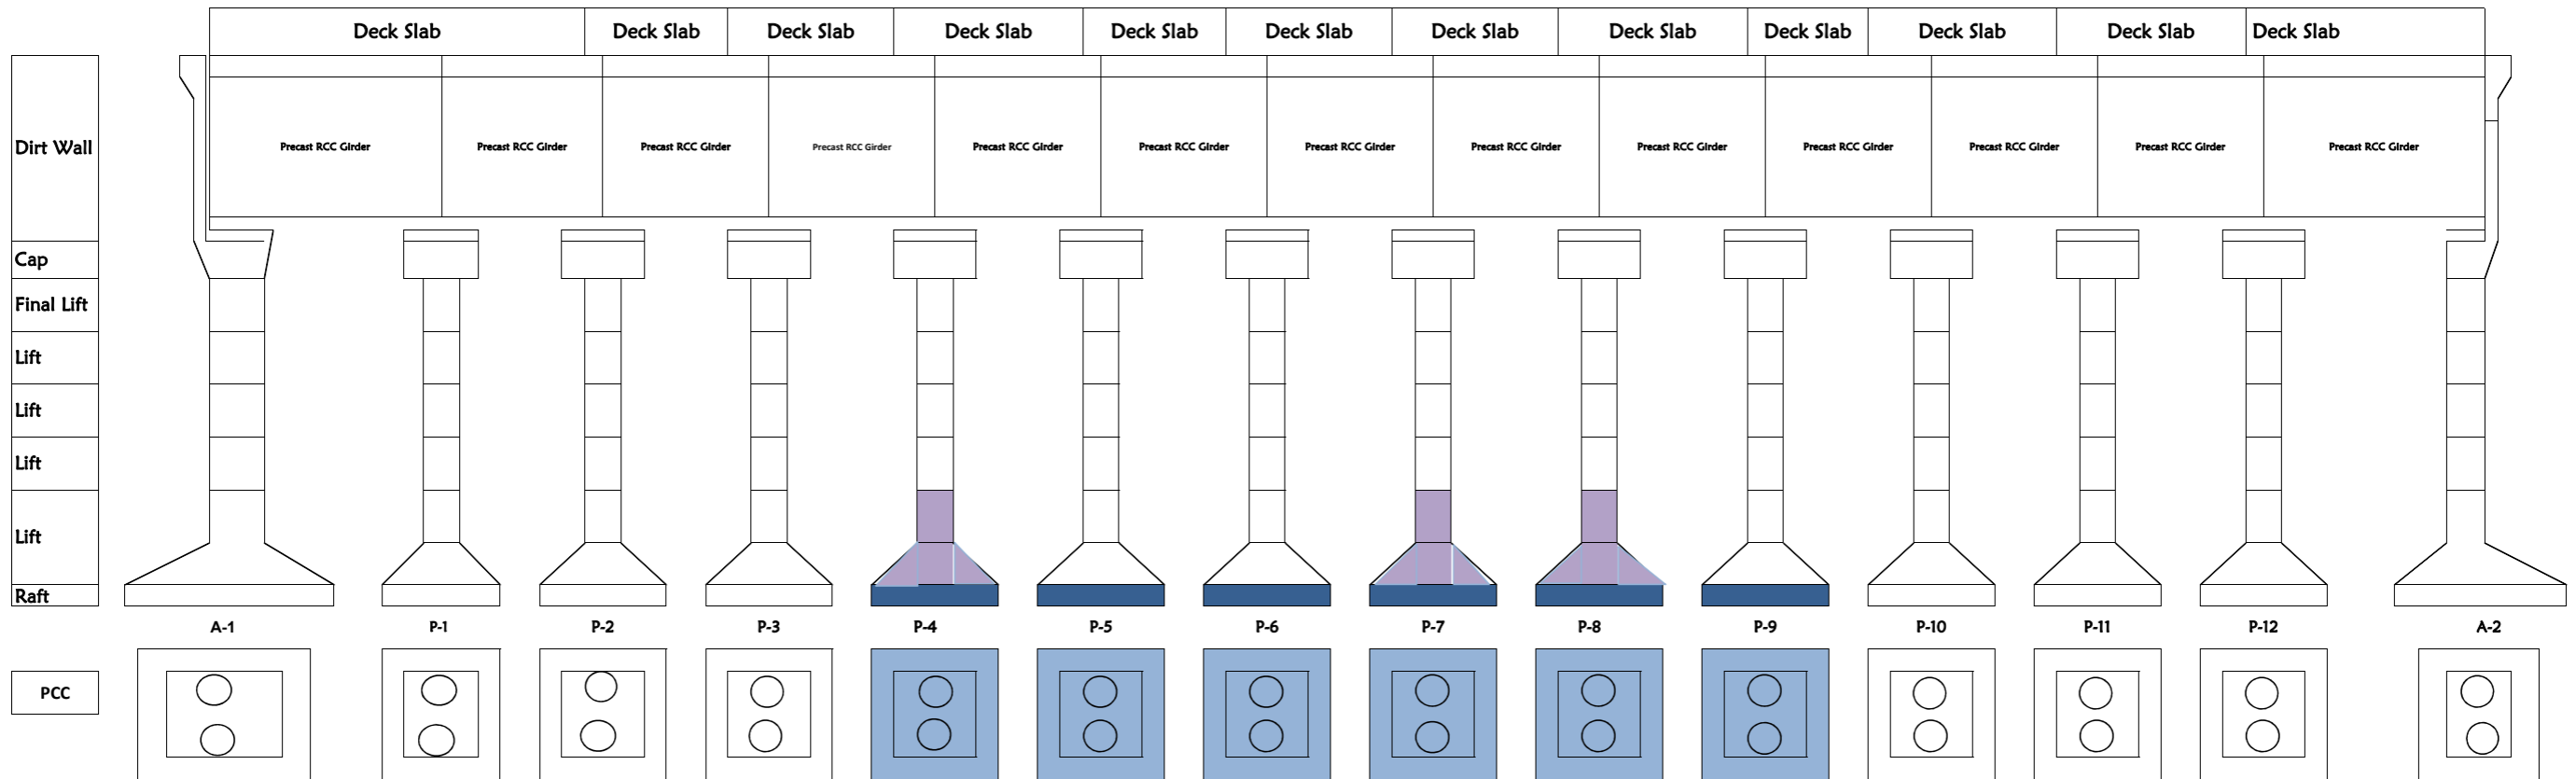 Deck Slab Deck Slab Deck Slab Deck Slab Deck Slab Deck Slab Deck Slab Deck Slab Deck Slab Deck Slab Deck Slab Deck Slab
Dirt Wall Precast RCC Girder Precast RCC Girder Precast RCC Girder Precast RCC Girder Precast RCC Girder Precast RCC Girder Precast RCC Girder Precast RCC Girder Precast RCC Girder Precast RCC Girder Precast RCC Girder Precast RCC Girder Precast RCC Girder
Cap
Final Lift
Lift
Lift
Lift
Lift
Raft
A-1 P-1 P-2 P-3 P-4 P-5 P-6 P-7 P-8 P-9 P-10 P-11 P-12 A-2
PCC